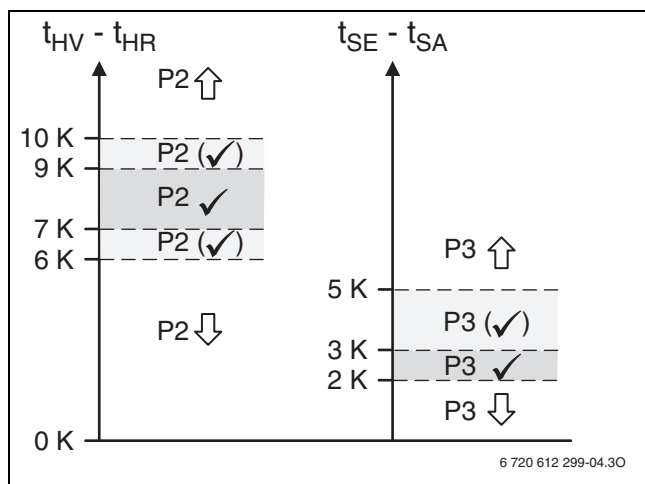 tHV - tHR
P2
10 K
P2 (✓)
9 K
P2 ✓
7 K
P2 (✓)
6 K
P2
0 K
tSE - tSA
P3
5 K
P3 (✓)
3 K
P3 ✓
2 K
P3
6 720 612 299-04.3O